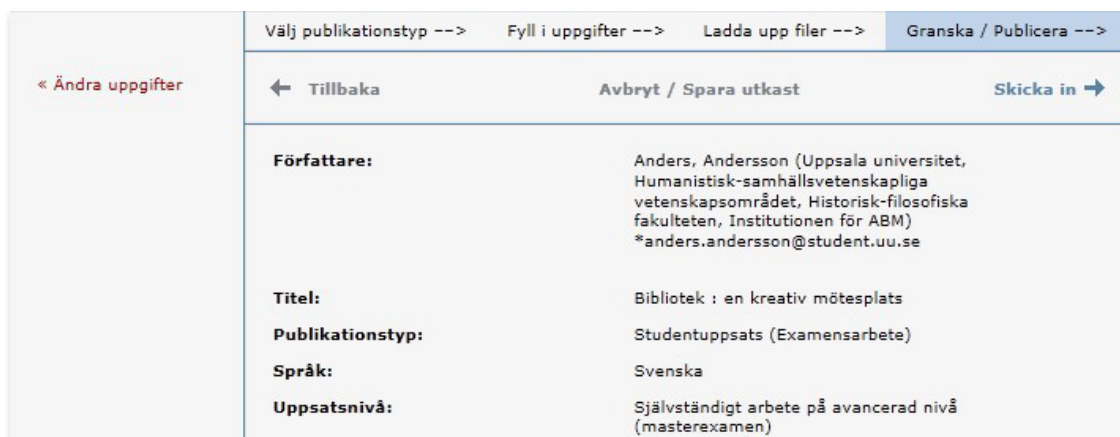 Välj publikationstyp --> Fyll i uppgifter --> Ladda upp filer --> Granska / Publicera -->
« Ändra uppgifter
← Tillbaka Avbryt / Spara utkast Skicka in →
Författare: Anders, Andersson (Uppsala universitet,
Humanistisk-samhällsvetenskapliga
vetenskapsområdet, Historisk-filosofiska
fakulteten, Institutionen för ABM)
*anders.andersson@student.uu.se
Titel: Bibliotek : en kreativ mötesplats
Publikationstyp: Studentuppsats (Examensarbete)
Språk: Svenska
Uppsatsnivå: Självständigt arbete på avancerad nivå
(masterexamen)